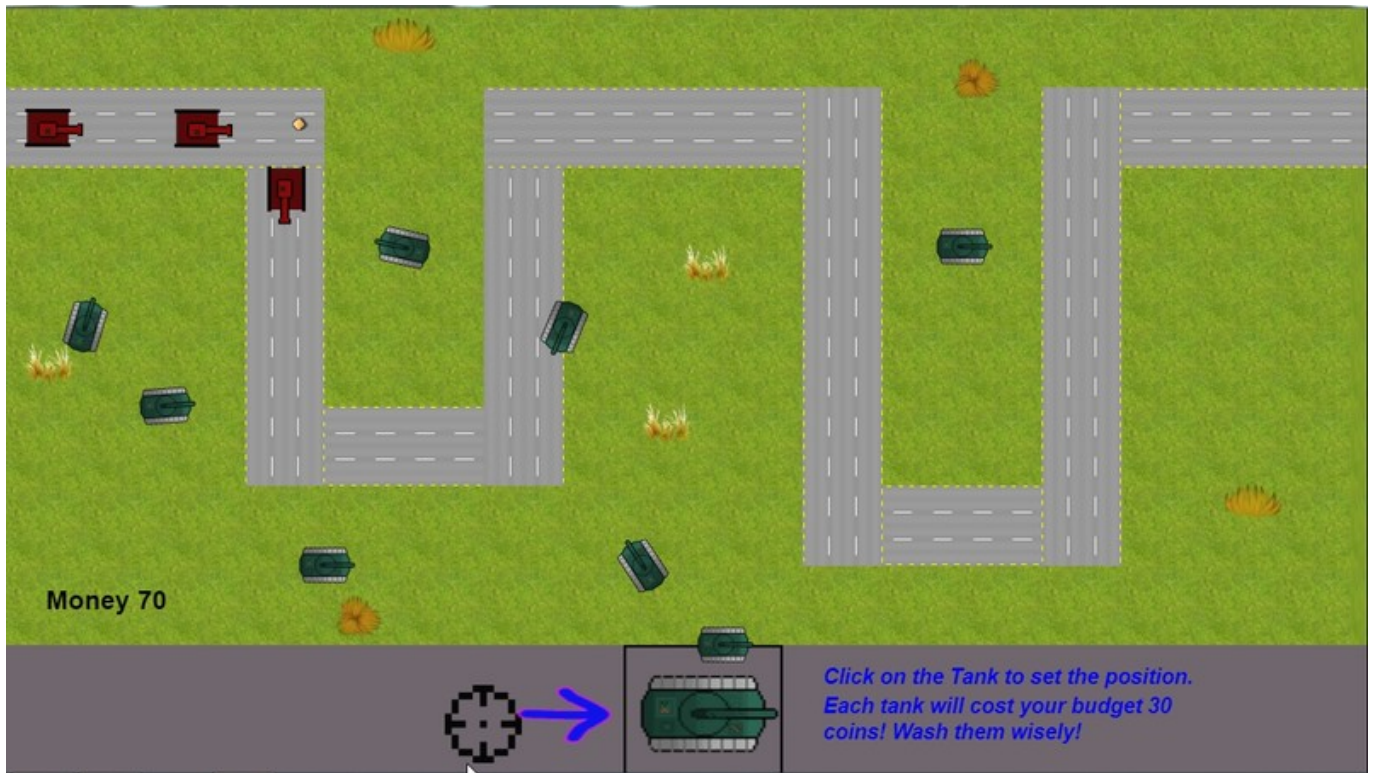 Money 70
Click on the Tank to set the position.
Each tank will cost your budget 30
coins! Wash them wisely!